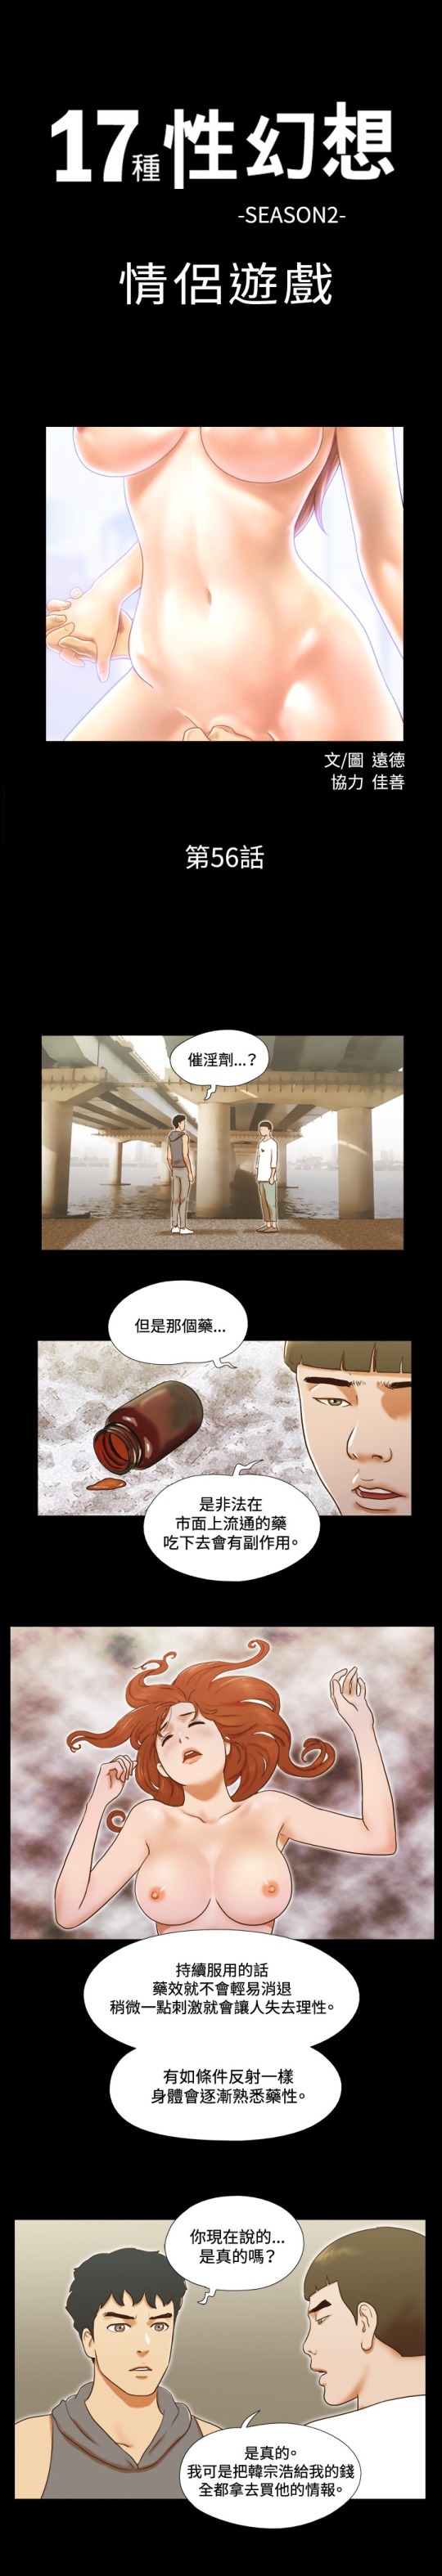 17種性幻想
-SEASON2-
情侶遊戲
文/圖 遠德
協力 佳善
第56話
催淫劑...？
但是那個藥...
是非法在
市面上流通的藥
吃下去會有副作用。
持續服用的話
藥效就不會輕易消退
稍微一點刺激就會讓人失去理性。
有如條件反射一樣
身體會逐漸熟悉藥性。
你現在說的...
是真的嗎？
是真的。
我可是把韓宗浩給我的錢
全都拿去買他的情報。